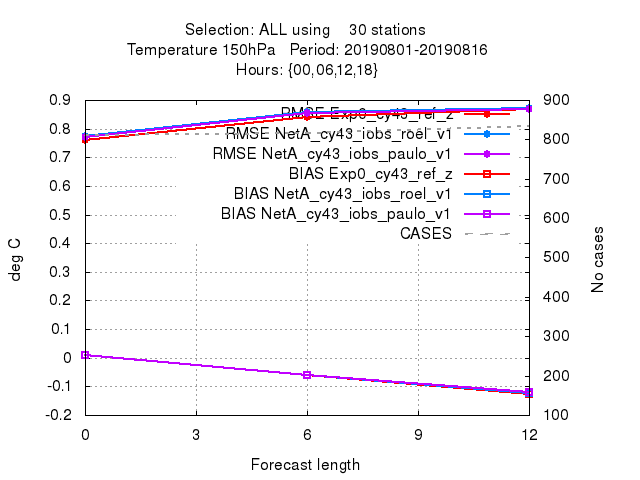 Selection: ALL using    30 stations
Temperature 150hPa   Period: 20190801-20190816
Hours: {00,06,12,18}
RMSE Exp0_cy43_ref_z
RMSE NetA_cy43_iobs_roel_v1
RMSE NetA_cy43_iobs_paulo_v1
BIAS Exp0_cy43_ref_z
BIAS NetA_cy43_iobs_roel_v1
BIAS NetA_cy43_iobs_paulo_v1
CASES
0.9
0.8
0.7
0.6
0.5
0.4
0.3
0.2
0.1
0
-0.1
-0.2
deg C
900
800
700
600
500
400
300
200
100
No cases
0 3 6 9 12
Forecast length